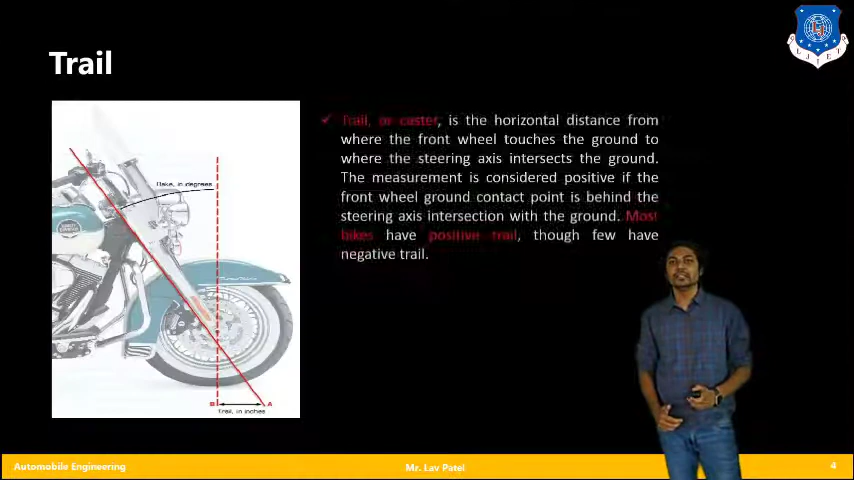 Trail
Rake, in degrees
B
A
Trail, in inches
✓ Trail, or caster, is the horizontal distance from
where the front wheel touches the ground to
where the steering axis intersects the ground.
The measurement is considered positive if the
front wheel ground contact point is behind the
steering axis intersection with the ground. Most
bikes have positive trail, though few have
negative trail.
LJIET
Automobile Engineering
Mr. Lav Patel
4